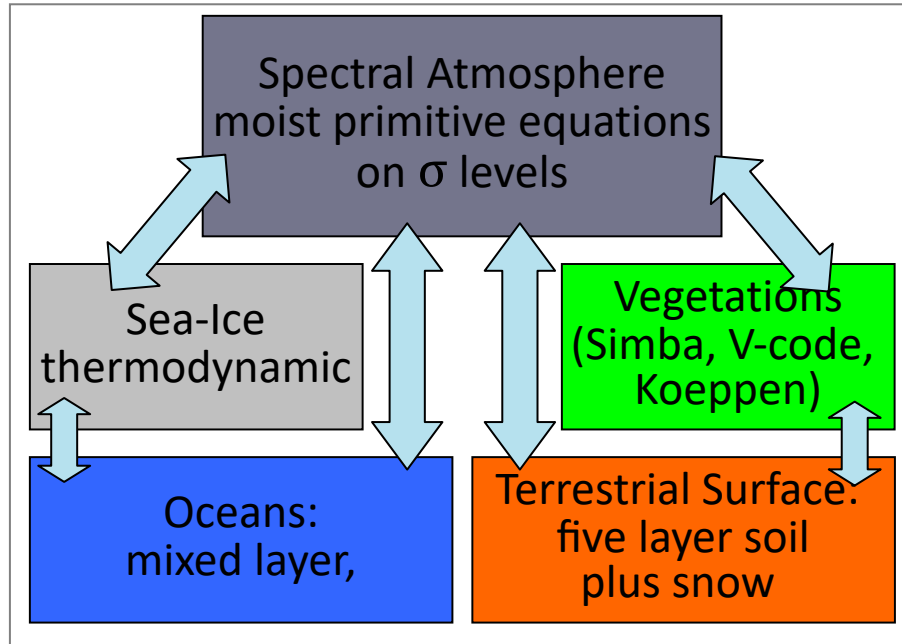 Spectral Atmosphere
moist primitive equations
on σ levels
Sea-Ice
thermodynamic
Vegetations
(Simba, V-code,
Koeppen)
Oceans:
mixed layer,
Terrestrial Surface:
five layer soil
plus snow